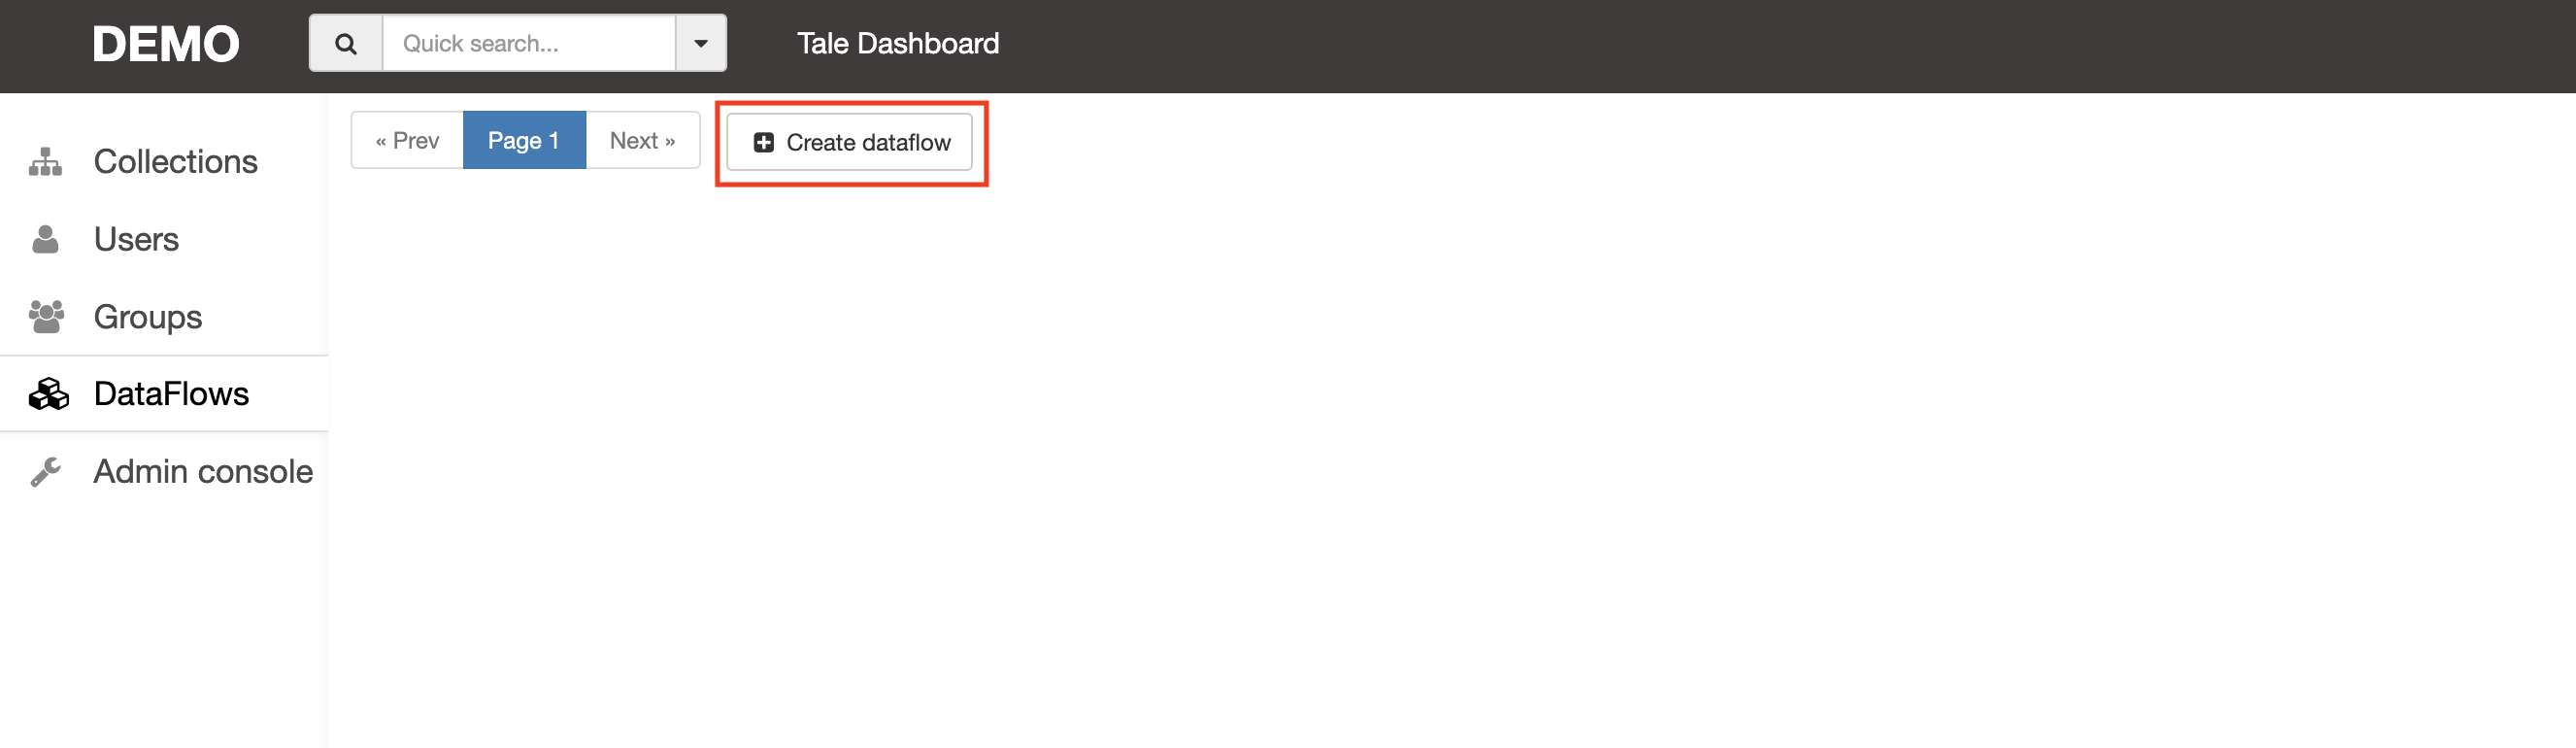 DEMO
Quick search...
Tale Dashboard
Collections
Users
Groups
DataFlows
Admin console
« Prev
Page 1
Next »
Create dataflow